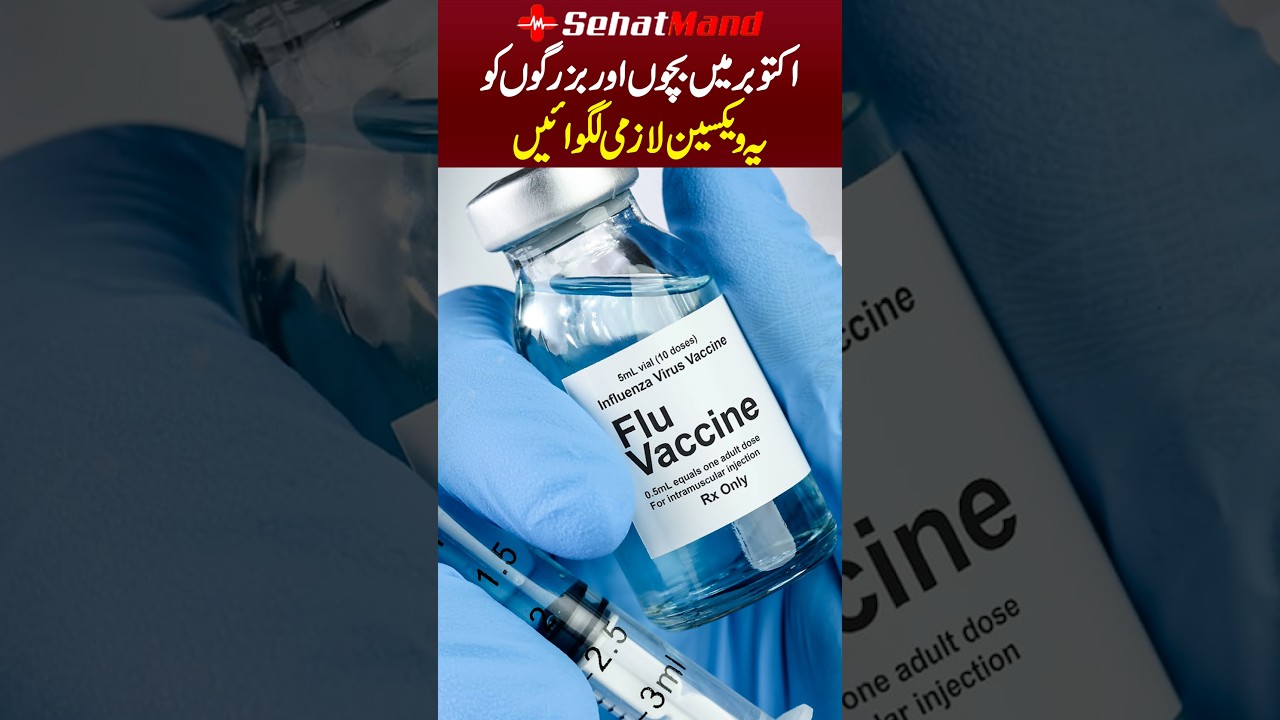 SehatMand
اکتوبر میں بچوں اور بزرگوں کو
یہ ویکسین لازمی لگوائیں
5mL vial (10 doses)
Influenza Virus Vaccine
Flu
Vaccine
0.5mL equals one adult dose
For intramuscular injection
Rx Only
1.5
2
2.5
3ml
ccine
cine
one adult dose
injection